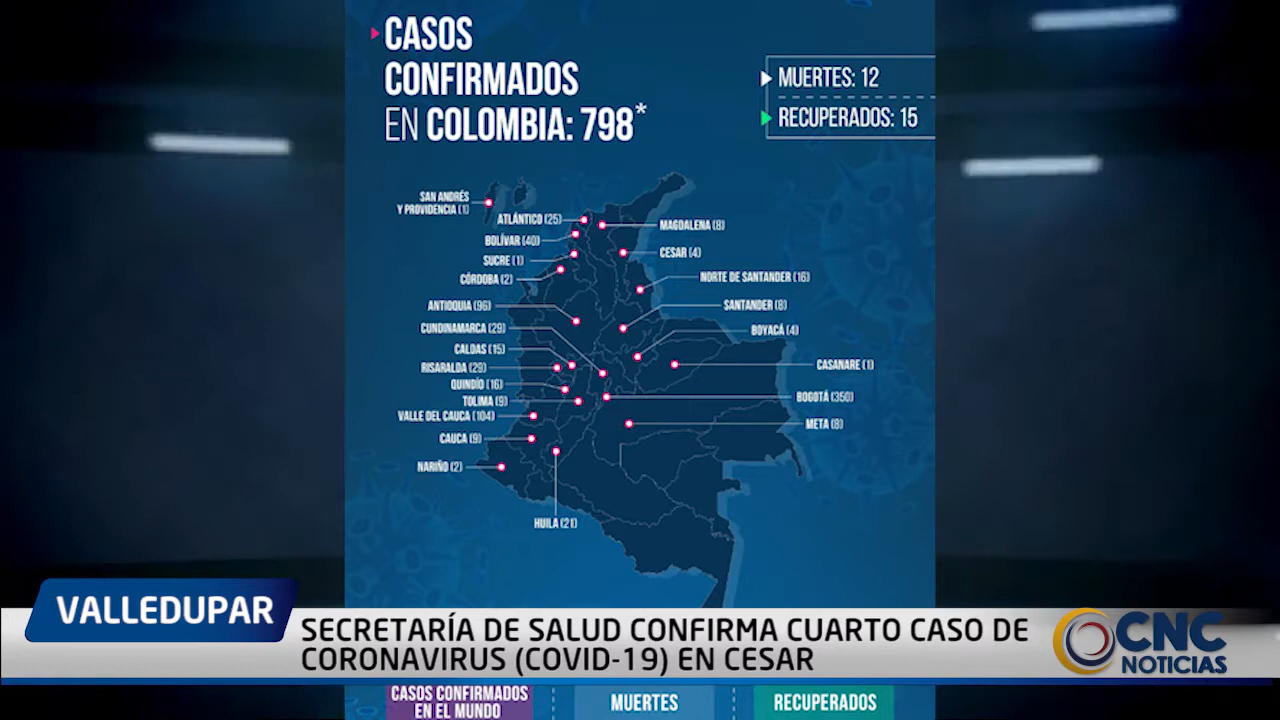 CASOS
CONFIRMADOS
EN COLOMBIA: 798*
MUERTES: 12
RECUPERADOS: 15
SAN ANDRÉS
Y PROVIDENCIA (1)
ATLÁNTICO (25)
MAGDALENA (8)
BOLÍVAR (40)
CESAR (4)
SUCRE (1)
CÓRDOBA (2)
NORTE DE SANTANDER (16)
ANTIOQUIA (96)
SANTANDER (8)
CUNDINAMARCA (29)
BOYACÁ (4)
CALDAS (15)
RISARALDA (29)
CASANARE (1)
QUINDÍO (16)
TOLIMA (9)
BOGOTÁ (350)
VALLE DEL CAUCA (104)
META (8)
CAUCA (9)
NARIÑO (2)
HUILA (21)
VALLEDUPAR
SECRETARÍA DE SALUD CONFIRMA CUARTO CASO DE
CORONAVIRUS (COVID-19) EN CESAR
CNC
NOTICIAS
CASOS CONFIRMADOS
EN EL MUNDO
MUERTES
RECUPERADOS